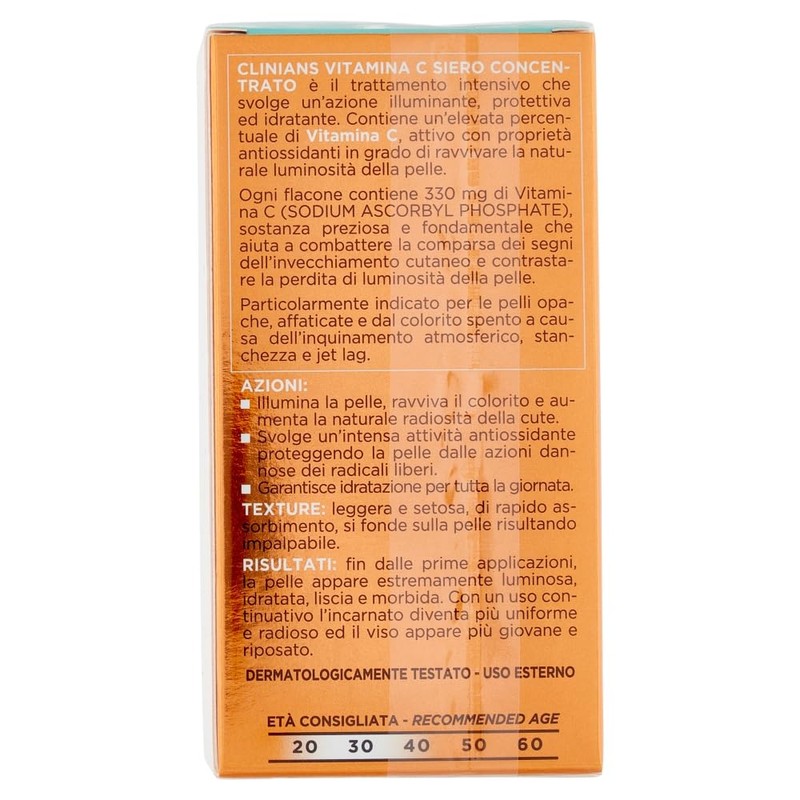 CLINIANS VITAMINA C SIERO CONCEN-
TRATO è il trattamento intensivo che
svolge un'azione illuminante, protettiva
ed idratante. Contiene un'elevata percen-
tuale di Vitamina C, attivo con proprietà
antiossidanti in grado di ravvivare la natu-
rale luminosità della pelle.
Ogni flacone contiene 330 mg di Vitami-
na C (SODIUM ASCORBYL PHOSPHATE),
sostanza preziosa e fondamentale che
aiuta a combattere la comparsa dei segni
dell'invecchiamento cutaneo e contrasta-
re la perdita di luminosità della pelle.
Particolarmente indicato per le pelli opa-
che, affaticate e dal colorito spento a cau-
sa dell'inquinamento atmosferico, stan-
chezza e jet lag.
AZIONI:
Illumina la pelle, ravviva il colorito e au-
menta la naturale radiosità della cute.
Svolge un'intensa attività antiossidante
proteggendo la pelle dalle azioni dan-
nose dei radicali liberi.
Garantisce idratazione per tutta la giornata.
TEXTURE: leggera e setosa, di rapido as-
sorbimento, si fonde sulla pelle risultando
impalpabile.
RISULTATI: fin dalle prime applicazioni,
la pelle appare estremamente luminosa,
idratata, liscia e morbida. Con un uso con-
tinuativo l'incarnato diventa più uniforme
e radioso ed il viso appare più giovane e
riposato.
DERMATOLOGICAMENTE TESTATO - USO ESTERNO
ETÀ CONSIGLIATA - RECOMMENDED AGE
20 30 40 50 60